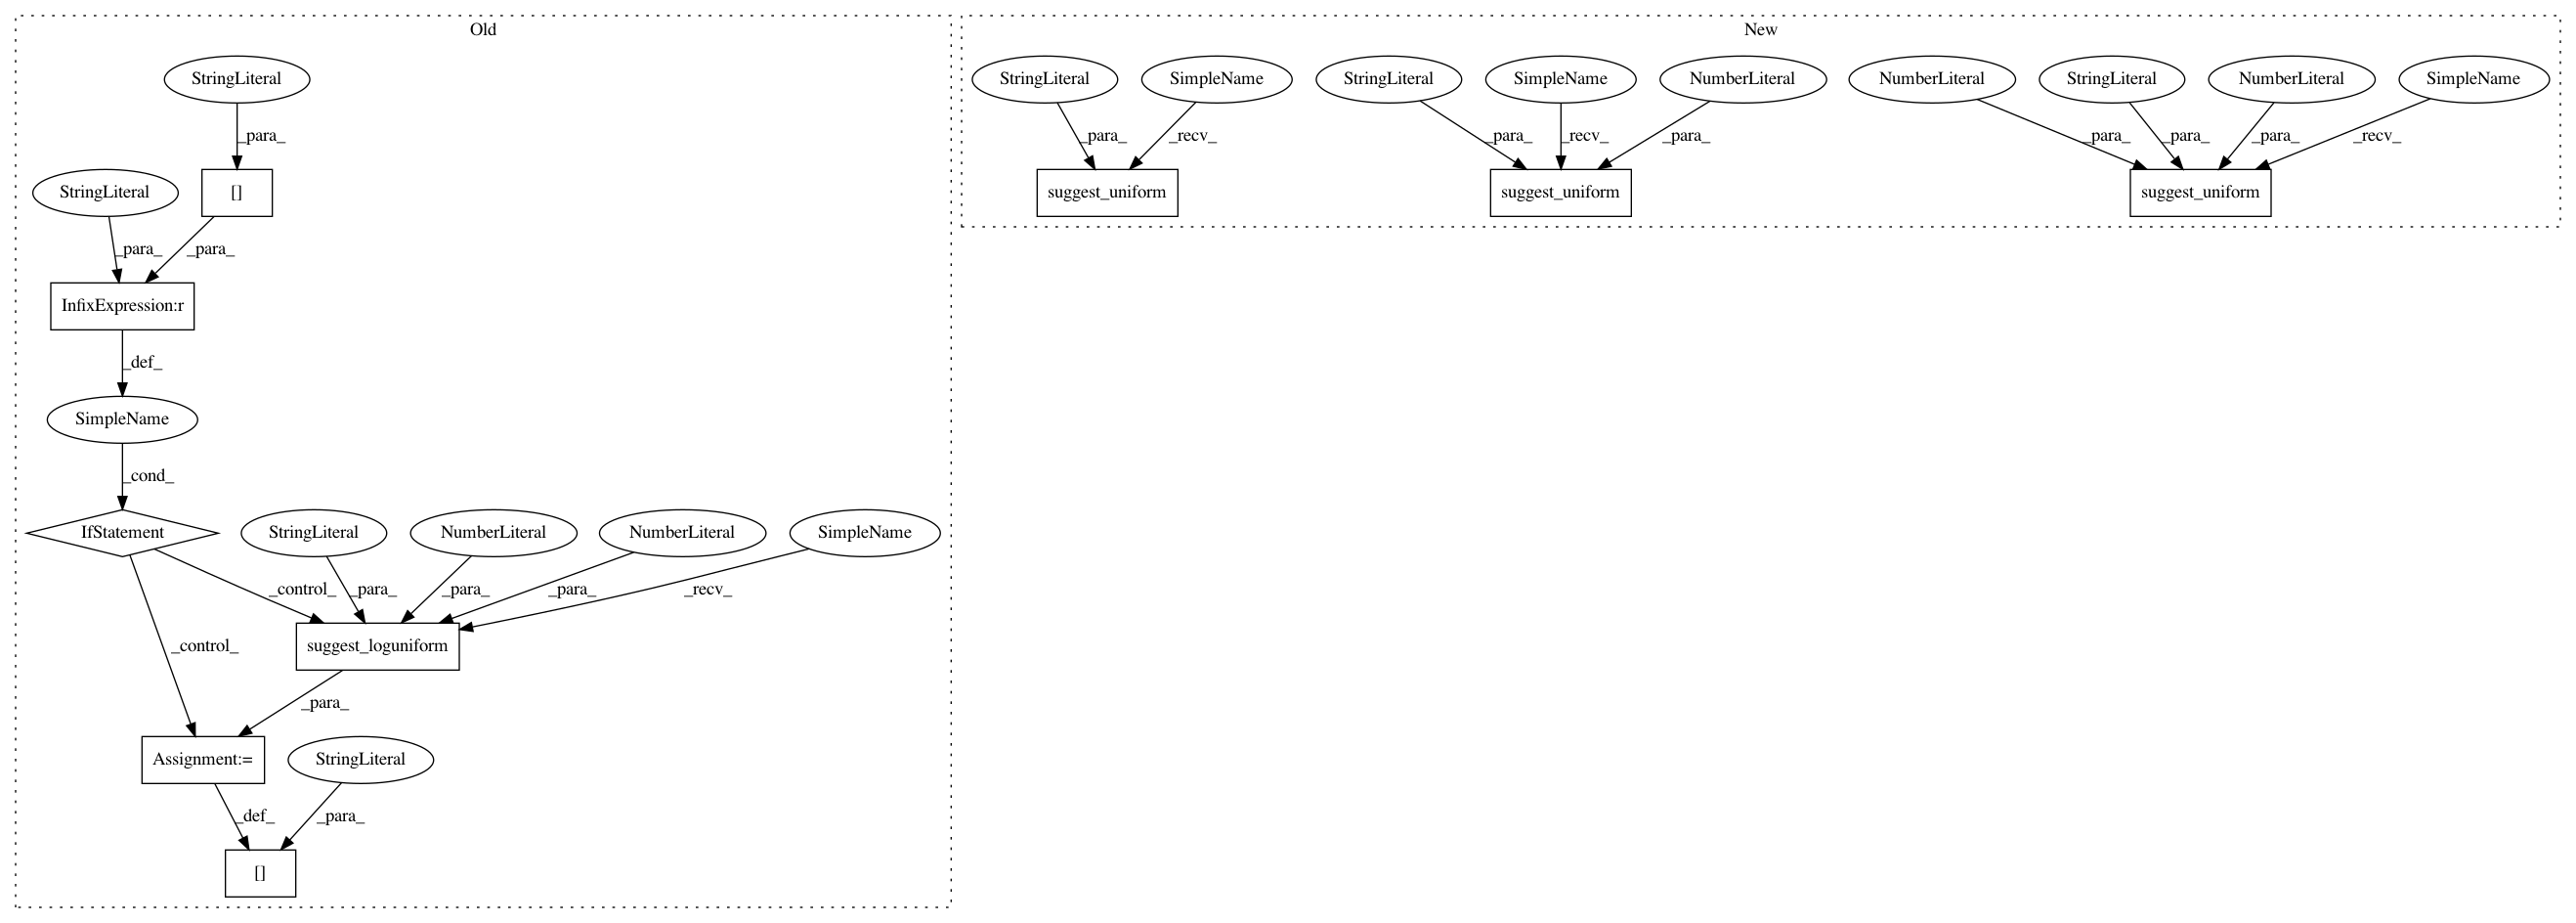 Old
New
StringLiteral
StringLiteral
SimpleName
StringLiteral
SimpleName
NumberLiteral
NumberLiteral
StringLiteral
NumberLiteral
SimpleName
_para_
_para_
_recv_
_para_
_recv_
_para_
_para_
_para_
_para_
_recv_
StringLiteral
[]
suggest_uniform
suggest_uniform
suggest_uniform
_para_
_para_
InfixExpression:r
_def_
SimpleName
_cond_
IfStatement
StringLiteral
NumberLiteral
NumberLiteral
SimpleName
_control_
_para_
_para_
_para_
_recv_
_control_
suggest_loguniform
_para_
Assignment:=
StringLiteral
_def_
_para_
[]